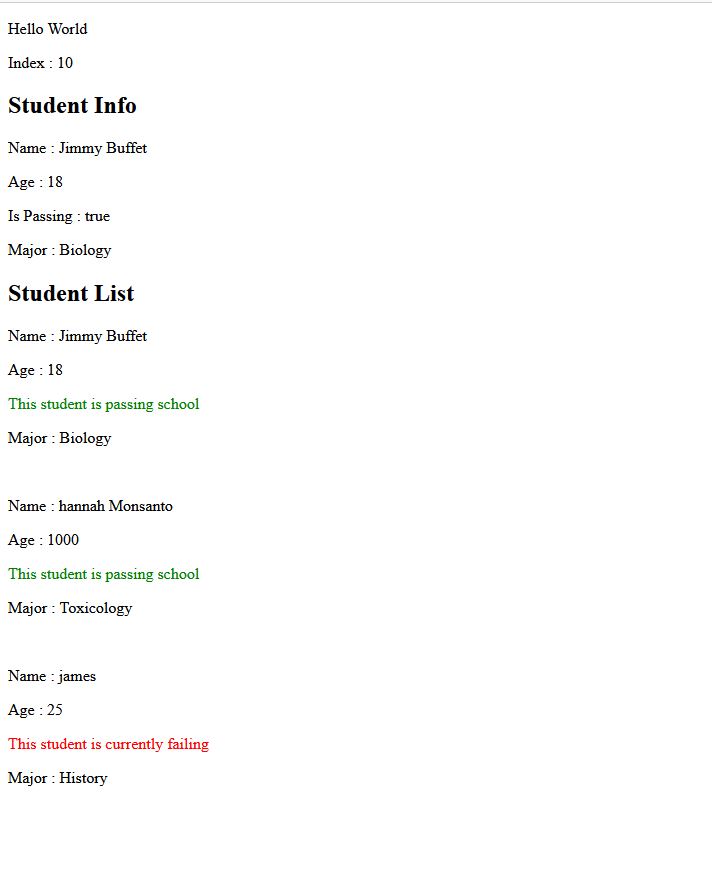 Hello World
Index : 10
Student Info
Name : Jimmy Buffet
Age : 18
Is Passing : true
Major : Biology
Student List
Name : Jimmy Buffet
Age : 18
This student is passing school
Major : Biology
Name : hannah Monsanto
Age : 1000
This student is passing school
Major : Toxicology
Name : james
Age : 25
This student is currently failing
Major : History